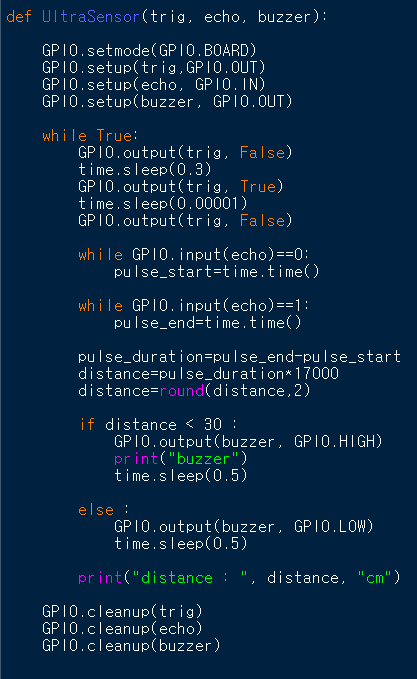 def UltraSensor(trig, echo, buzzer):
GPIO.setmode(GPIO.BOARD)
GPIO.setup(trig,GPIO.OUT)
GPIO.setup(echo, GPIO.IN)
GPIO.setup(buzzer, GPIO.OUT)
while True:
GPIO.output(trig, False)
time.sleep(0.3)
GPIO.output(trig, True)
time.sleep(0.00001)
GPIO.output(trig, False)
while GPIO.input(echo)==0:
pulse_start=time.time()
while GPIO.input(echo)==1:
pulse_end=time.time()
pulse_duration=pulse_end-pulse_start
distance=pulse_duration*17000
distance=round(distance,2)
if distance < 30 :
GPIO.output(buzzer, GPIO.HIGH)
print("buzzer")
time.sleep(0.5)
else :
GPIO.output(buzzer, GPIO.LOW)
time.sleep(0.5)
print("distance : ", distance, "cm")
GPIO.cleanup(trig)
GPIO.cleanup(echo)
GPIO.cleanup(buzzer)